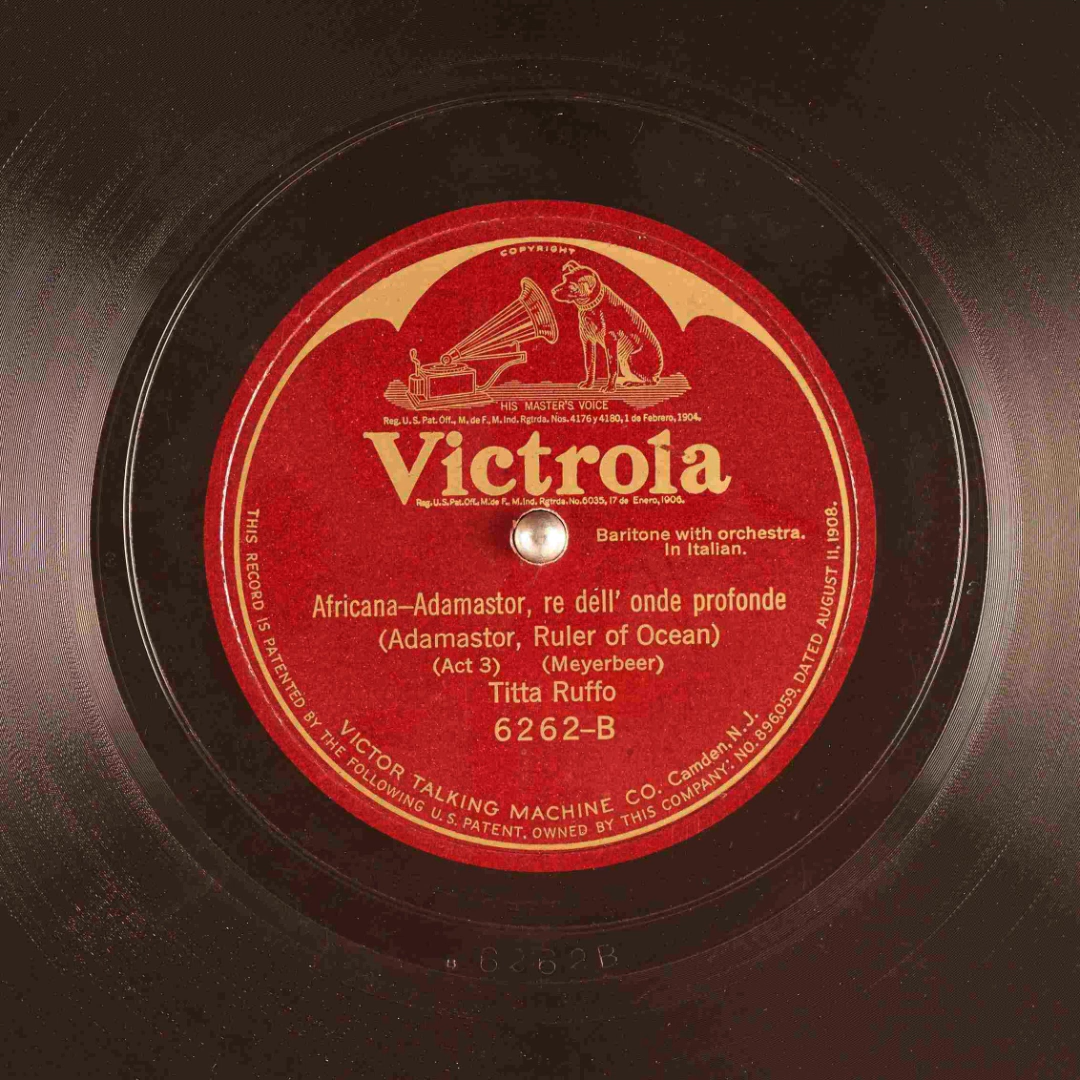 COPYRIGHT
HIS MASTER'S VOICE
Reg. U.S. Pat. Off., M. de F., M. Ind. Rgtrda. Nos. 4176 y 4180, 1 de Febrero, 1904.
Victrola
Reg. U.S. Pat. Off., M. de F., M. Ind. Rgtrda. No. 6035, 17 de Enero, 1906.
Baritone with orchestra.
In Italian.
Africana–Adamastor, re dell' onde profonde
(Adamastor, Ruler of Ocean)
(Act 3) (Meyerbeer)
Titta Ruffo
6262–B
VICTOR TALKING MACHINE CO. Camden, N.J.
THIS RECORD IS PATENTED BY THE FOLLOWING U.S. PATENT, OWNED BY THIS COMPANY: NO. 896,059, DATED AUGUST 11, 1908.
6262B